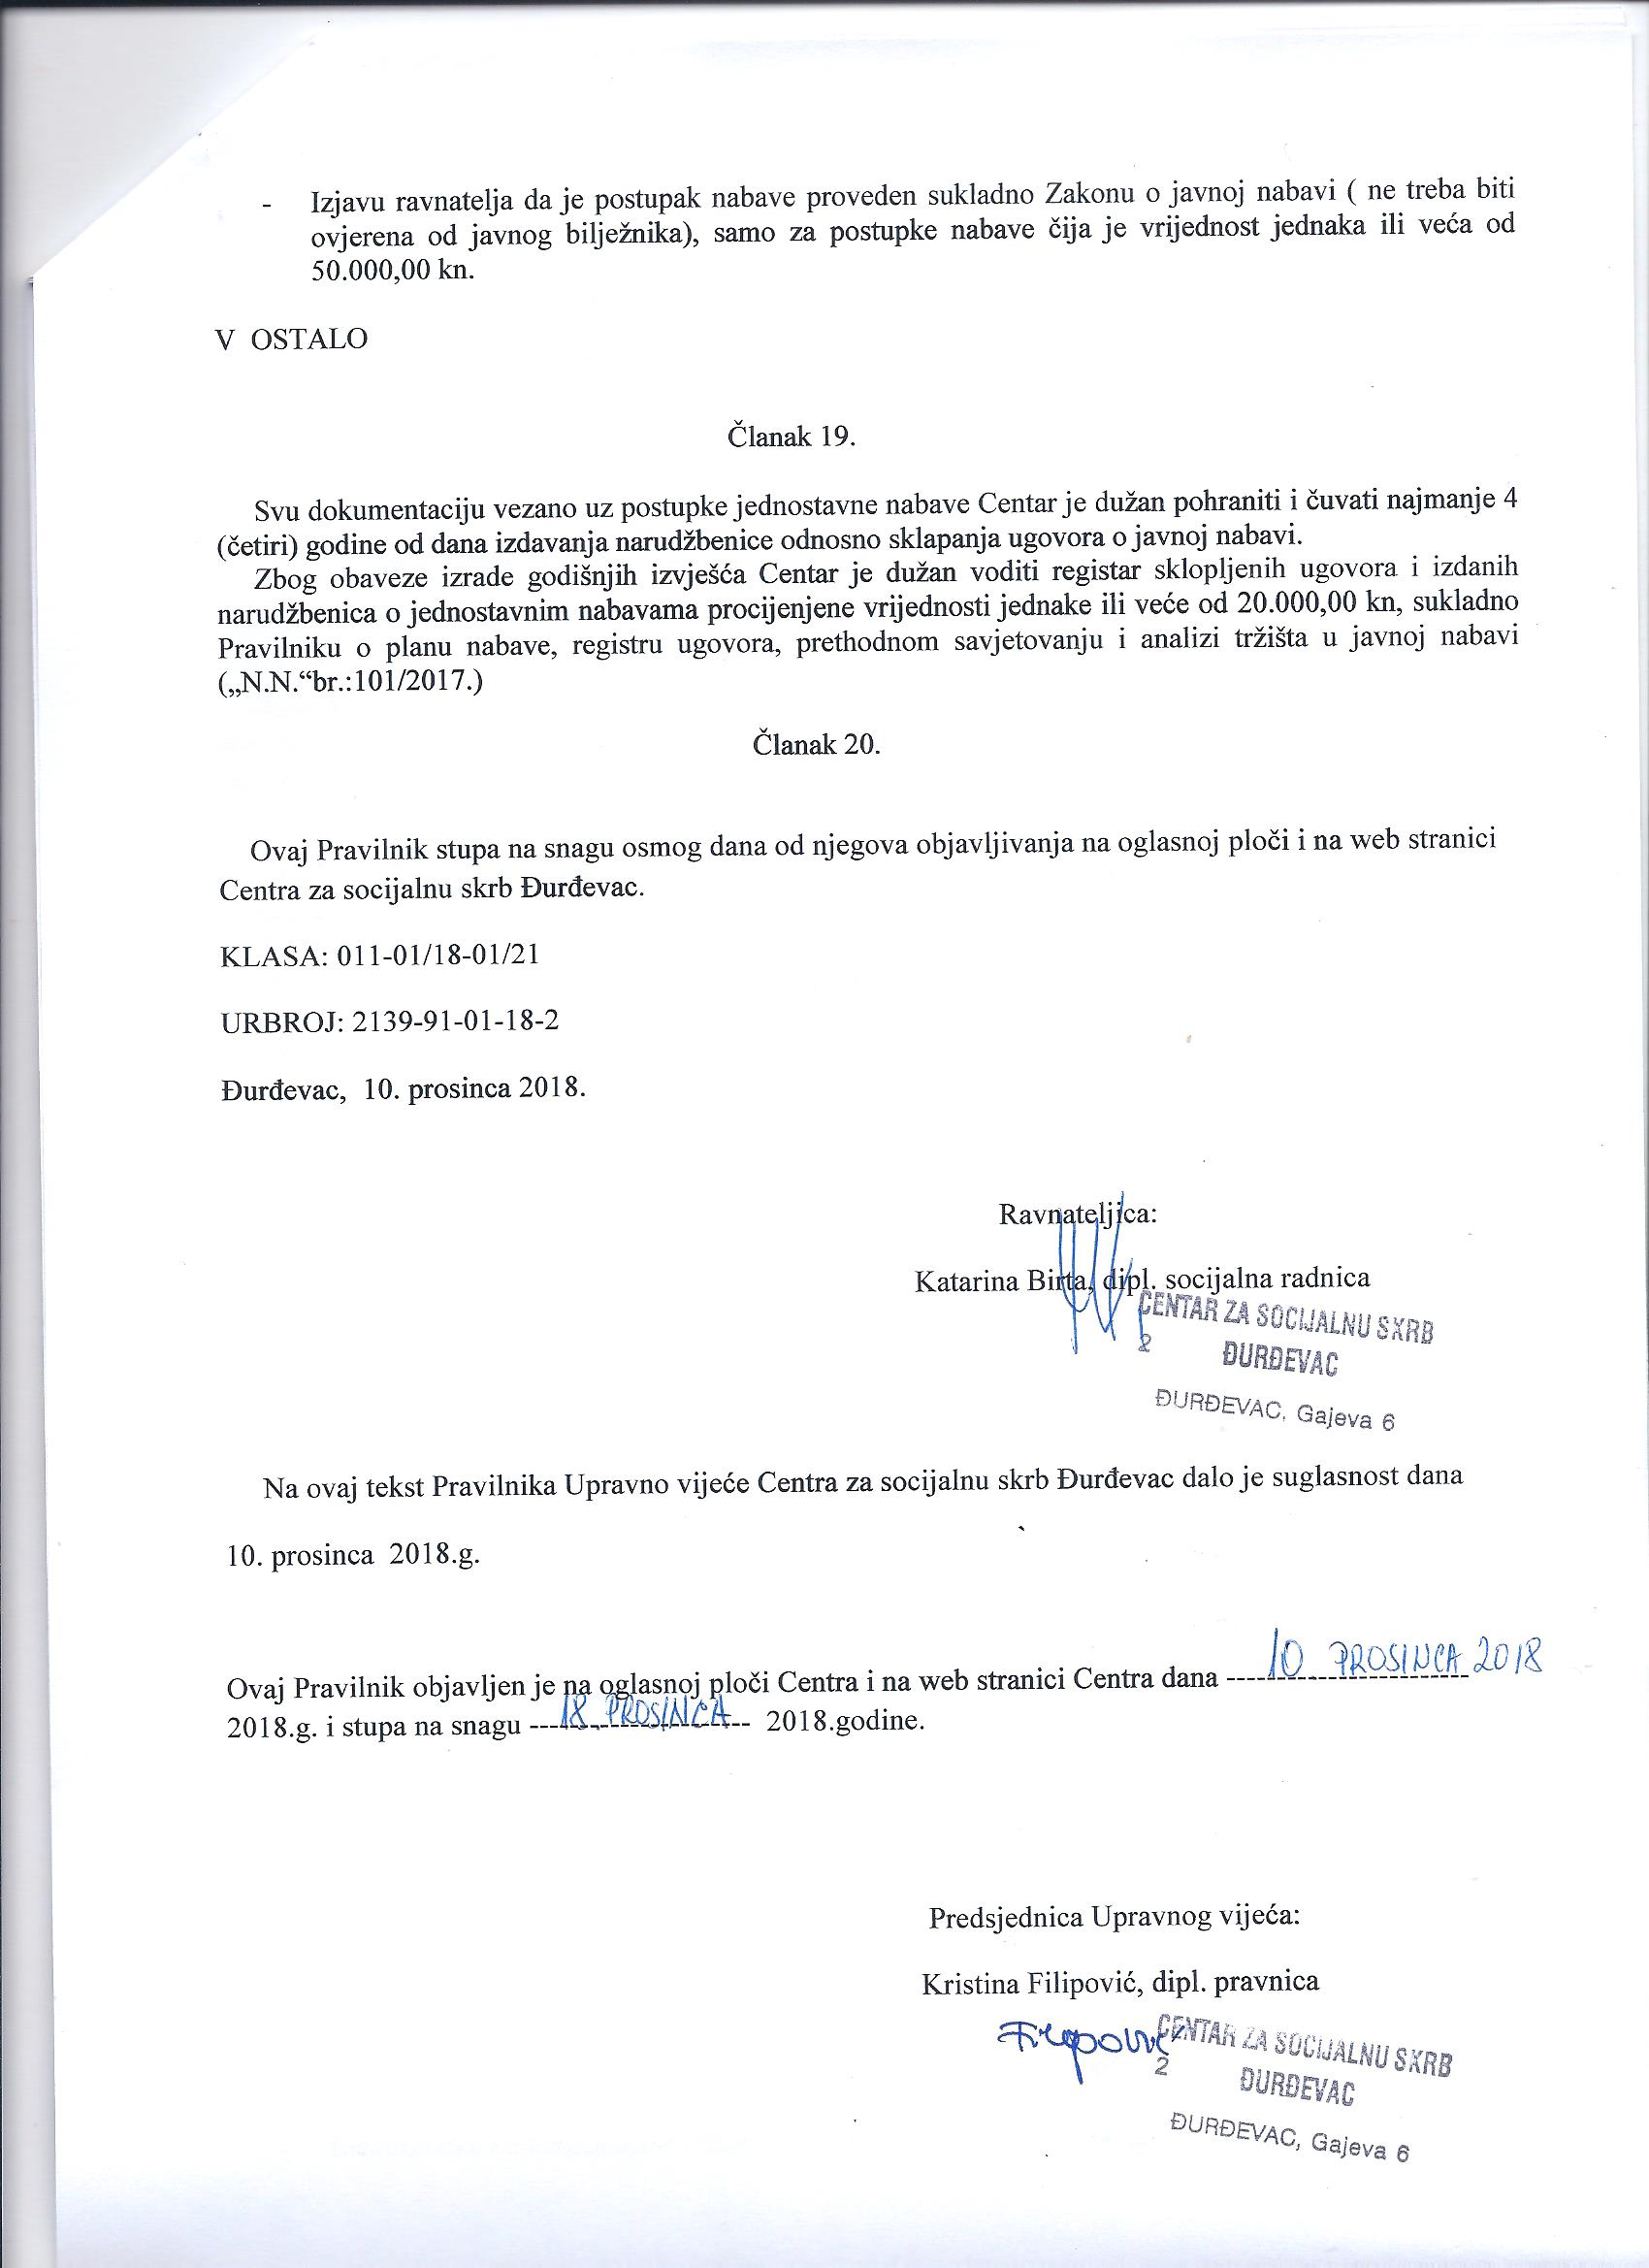 - Izjavu ravnatelja da je postupak nabave proveden sukladno Zakonu o javnoj nabavi ( ne treba biti
ovjerena od javnog bilježnika), samo za postupke nabave čija je vrijednost jednaka ili veća od
50.000,00 kn.
V OSTALO
Članak 19.
Svu dokumentaciju vezano uz postupke jednostavne nabave Centar je dužan pohraniti i čuvati najmanje 4
(četiri) godine od dana izdavanja narudžbenice odnosno sklapanja ugovora o javnoj nabavi.
Zbog obaveze izrade godišnjih izvješća Centar je dužan voditi registar sklopljenih ugovora i izdanih
narudžbenica o jednostavnim nabavama procijenjene vrijednosti jednake ili veće od 20.000,00 kn, sukladno
Pravilniku o planu nabave, registru ugovora, prethodnom savjetovanju i analizi tržišta u javnoj nabavi
(„N.N.“br.:101/2017.)
Članak 20.
Ovaj Pravilnik stupa na snagu osmog dana od njegova objavljivanja na oglasnoj ploči i na web stranici
Centra za socijalnu skrb Đurđevac.
KLASA: 011-01/18-01/21
URBROJ: 2139-91-01-18-2
Đurđevac, 10. prosinca 2018.
Ravnateljica:
Katarina Birta, dipl. socijalna radnica
CENTAR ZA SOCIJALNU SKRB
2 ĐURĐEVAC
ĐURĐEVAC, Gajeva 6
Na ovaj tekst Pravilnika Upravno vijeće Centra za socijalnu skrb Đurđevac dalo je suglasnost dana
10. prosinca 2018.g.
Ovaj Pravilnik objavljen je na oglasnoj ploči Centra i na web stranici Centra dana 10 PROSINCA 2018
2018.g. i stupa na snagu 18. PROSINCA 2018.godine.
Predsjednica Upravnog vijeća:
Kristina Filipović, dipl. pravnica
Filipović
CENTAR ZA SOCIJALNU SKRB
2 ĐURĐEVAC
ĐURĐEVAC, Gajeva 6